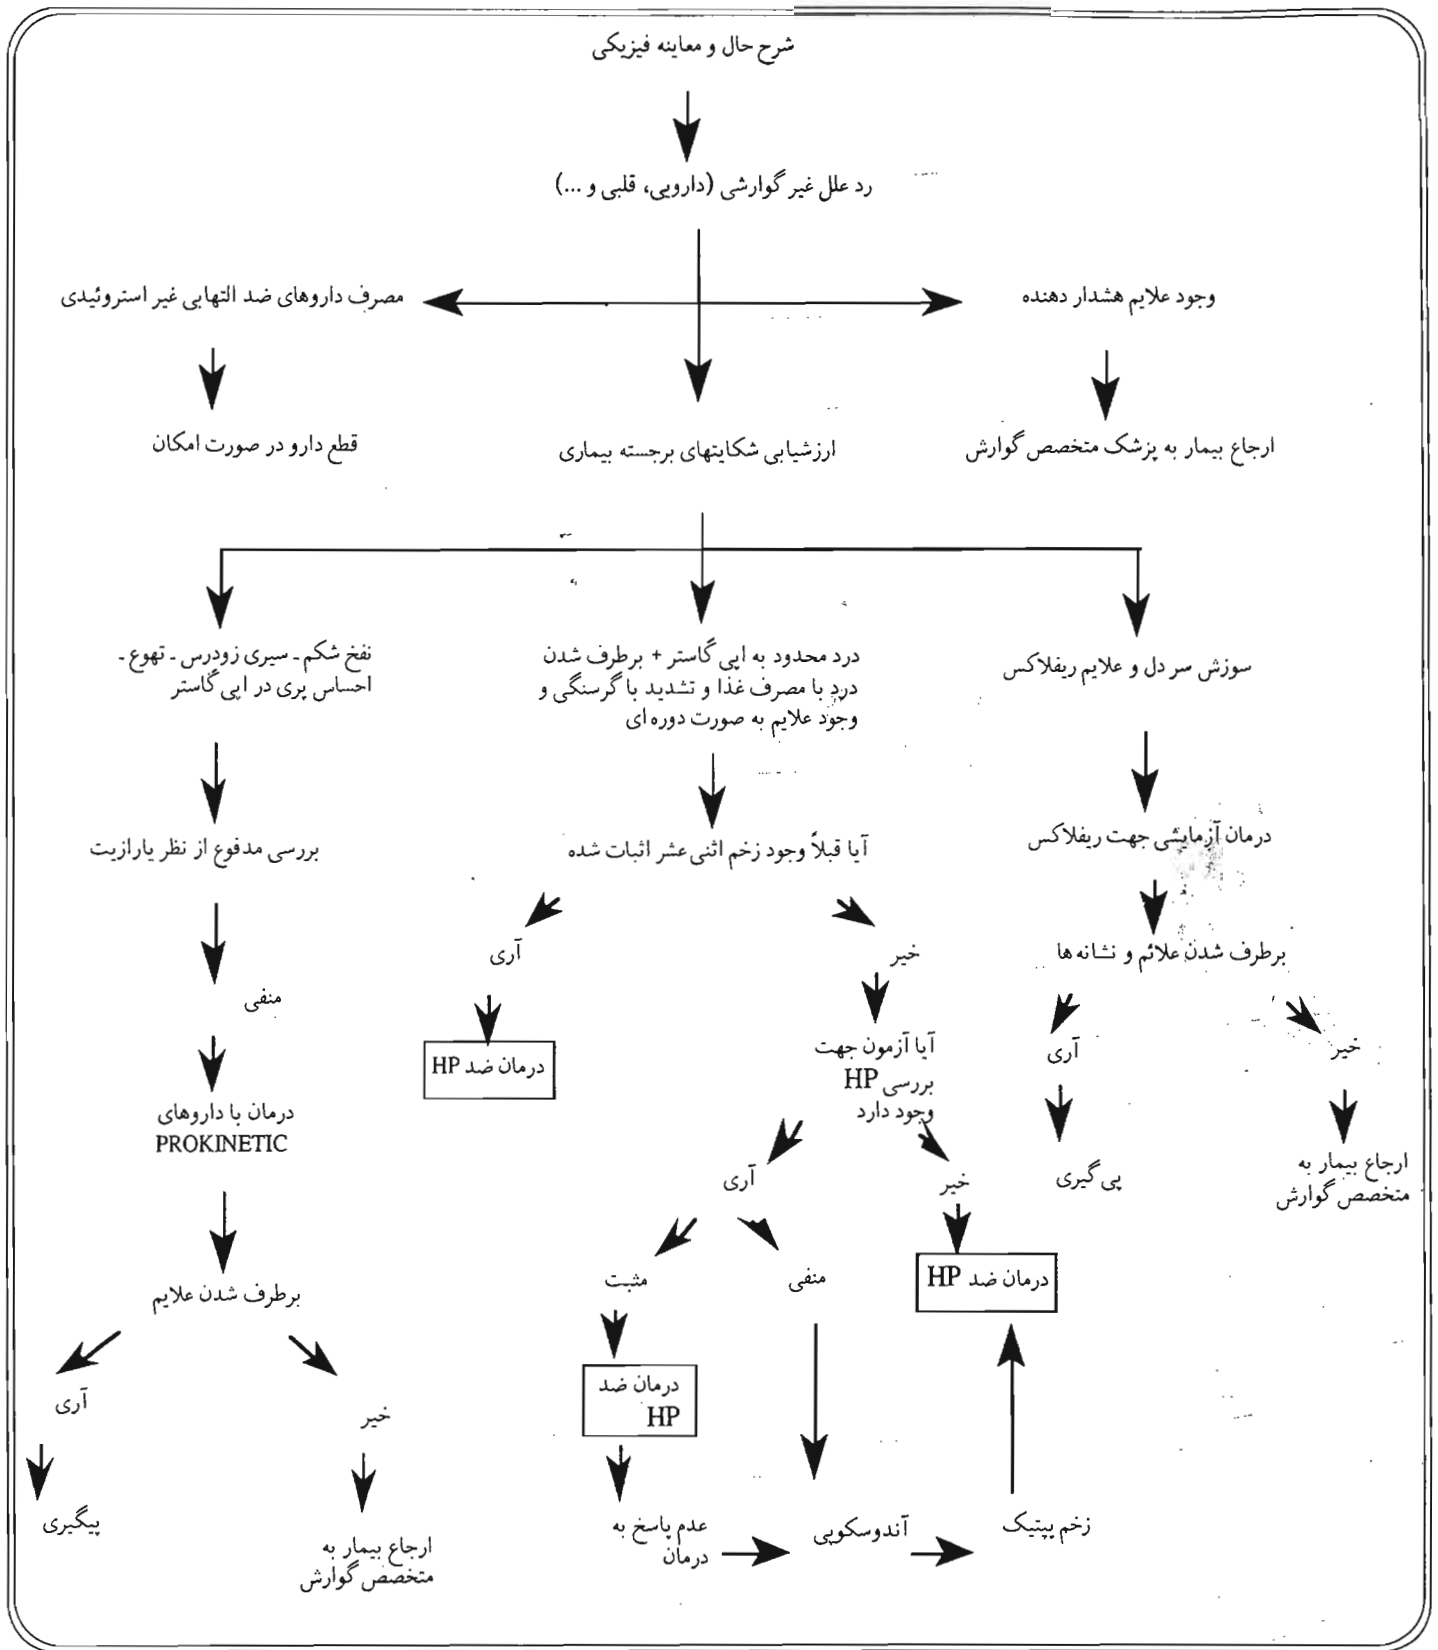 شرح حال و معاینه فیزیکی
رد علل غیر گوارشی (دارویی، قلبی و ...)
وجود علایم هشدار دهنده
مصرف داروهای ضد التهابی غیر استروئیدی
ارجاع بیمار به پزشک متخصص گوارش
ارزشیابی شکایتهای برجسته بیماری
قطع دارو در صورت امکان
سوزش سر دل و علایم ریفلاکس
درد محدود به اپی گاستر + برطرف شدن
درد با مصرف غذا و تشدید با گرسنگی و
وجود علایم به صورت دوره ای
نفخ شکم ـ سیری زودرس ـ تهوع ـ
احساس پری در اپی گاستر
درمان آزمایشی جهت ریفلاکس
آیا قبلاً وجود زخم اثنی عشر اثبات شده
بررسی مدفوع از نظر پارازیت
برطرف شدن علائم و نشانه ها
خیر
آری
منفی
خیر
آری
آیا آزمون جهت
بررسی HP
وجود دارد
درمان ضد HP
درمان با داروهای
PROKINETIC
ارجاع بیمار به
متخصص گوارش
پی گیری
خیر
آری
درمان ضد HP
منفی
مثبت
برطرف شدن علایم
درمان ضد
HP
خیر
آری
زخم پپتیک
آندوسکوپی
عدم پاسخ به
درمان
ارجاع بیمار به
متخصص گوارش
پیگیری